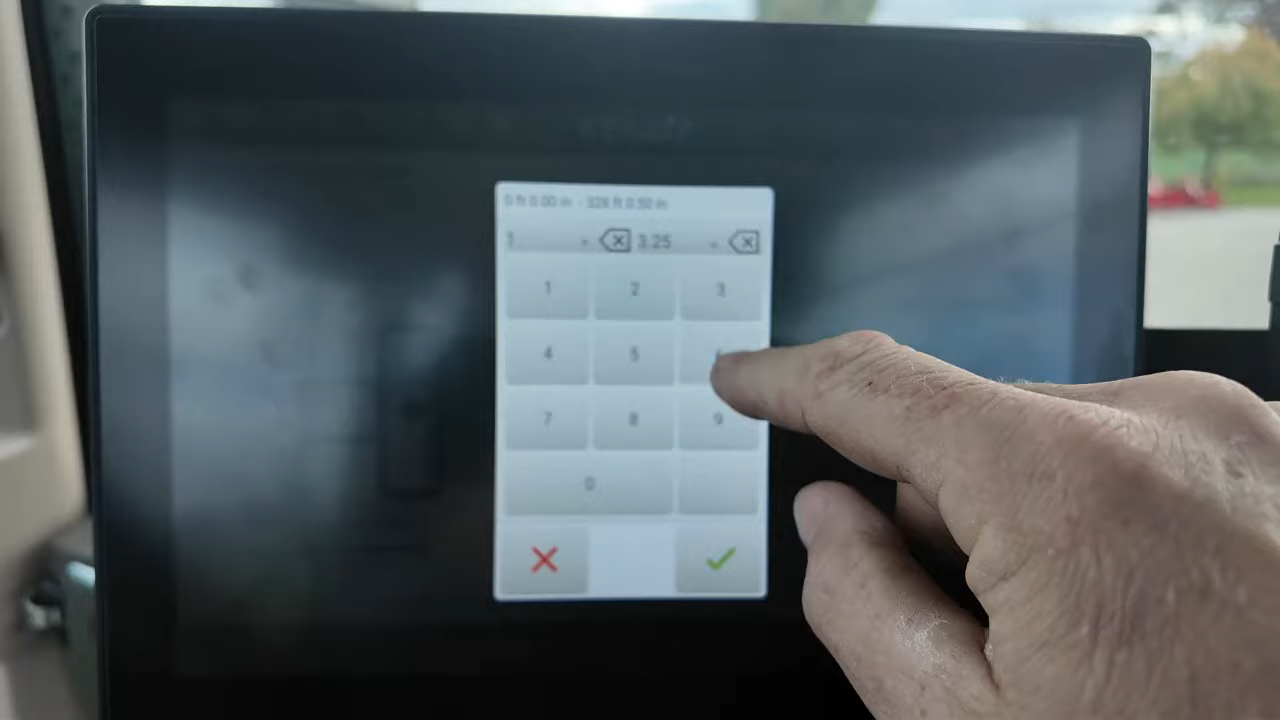 0 ft 0.00 in - 328 ft 0.50 in
1 3.25
1 2 3
4 5
7 8 9
0